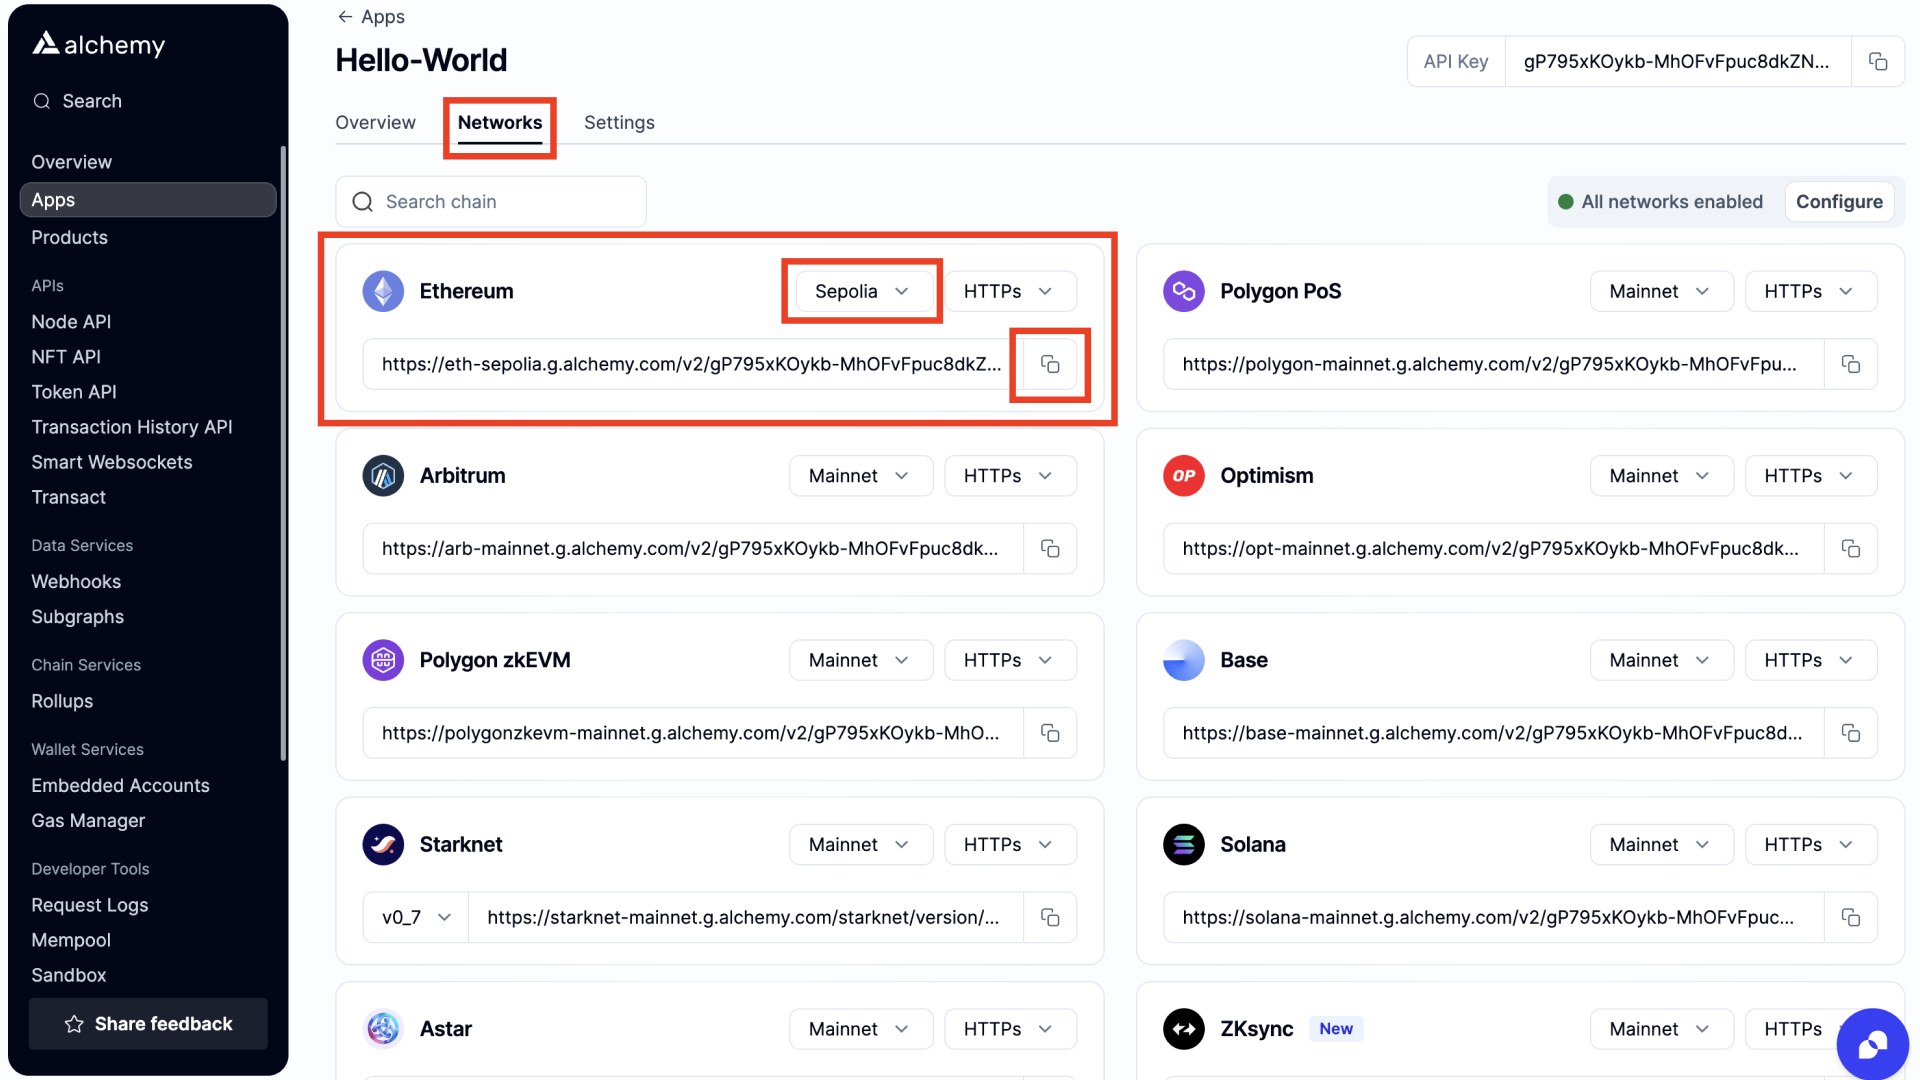 alchemy
Search
Overview
Apps
Products
APIs
Node API
NFT API
Token API
Transaction History API
Smart Websockets
Transact
Data Services
Webhooks
Subgraphs
Chain Services
Rollups
Wallet Services
Embedded Accounts
Gas Manager
Developer Tools
Request Logs
Mempool
Sandbox
Share feedback
← Apps
Hello-World
API Key gP795xKOykb-MhOFvFpuc8dkZN...
Overview Networks Settings
Search chain
All networks enabled Configure
Ethereum Sepolia HTTPs
https://eth-sepolia.g.alchemy.com/v2/gP795xKOykb-MhOFvFpuc8dkZ...
Polygon PoS Mainnet HTTPs
https://polygon-mainnet.g.alchemy.com/v2/gP795xKOykb-MhOFvFpu...
Arbitrum Mainnet HTTPs
https://arb-mainnet.g.alchemy.com/v2/gP795xKOykb-MhOFvFpuc8dk...
OP Optimism Mainnet HTTPs
https://opt-mainnet.g.alchemy.com/v2/gP795xKOykb-MhOFvFpuc8dk...
Polygon zkEVM Mainnet HTTPs
https://polygonzkevm-mainnet.g.alchemy.com/v2/gP795xKOykb-MhO...
Base Mainnet HTTPs
https://base-mainnet.g.alchemy.com/v2/gP795xKOykb-MhOFvFpuc8d...
Starknet Mainnet HTTPs
v0_7 https://starknet-mainnet.g.alchemy.com/starknet/version/...
Solana Mainnet HTTPs
https://solana-mainnet.g.alchemy.com/v2/gP795xKOykb-MhOFvFpuc...
Astar Mainnet HTTPs
ZKsync New Mainnet HTTPs